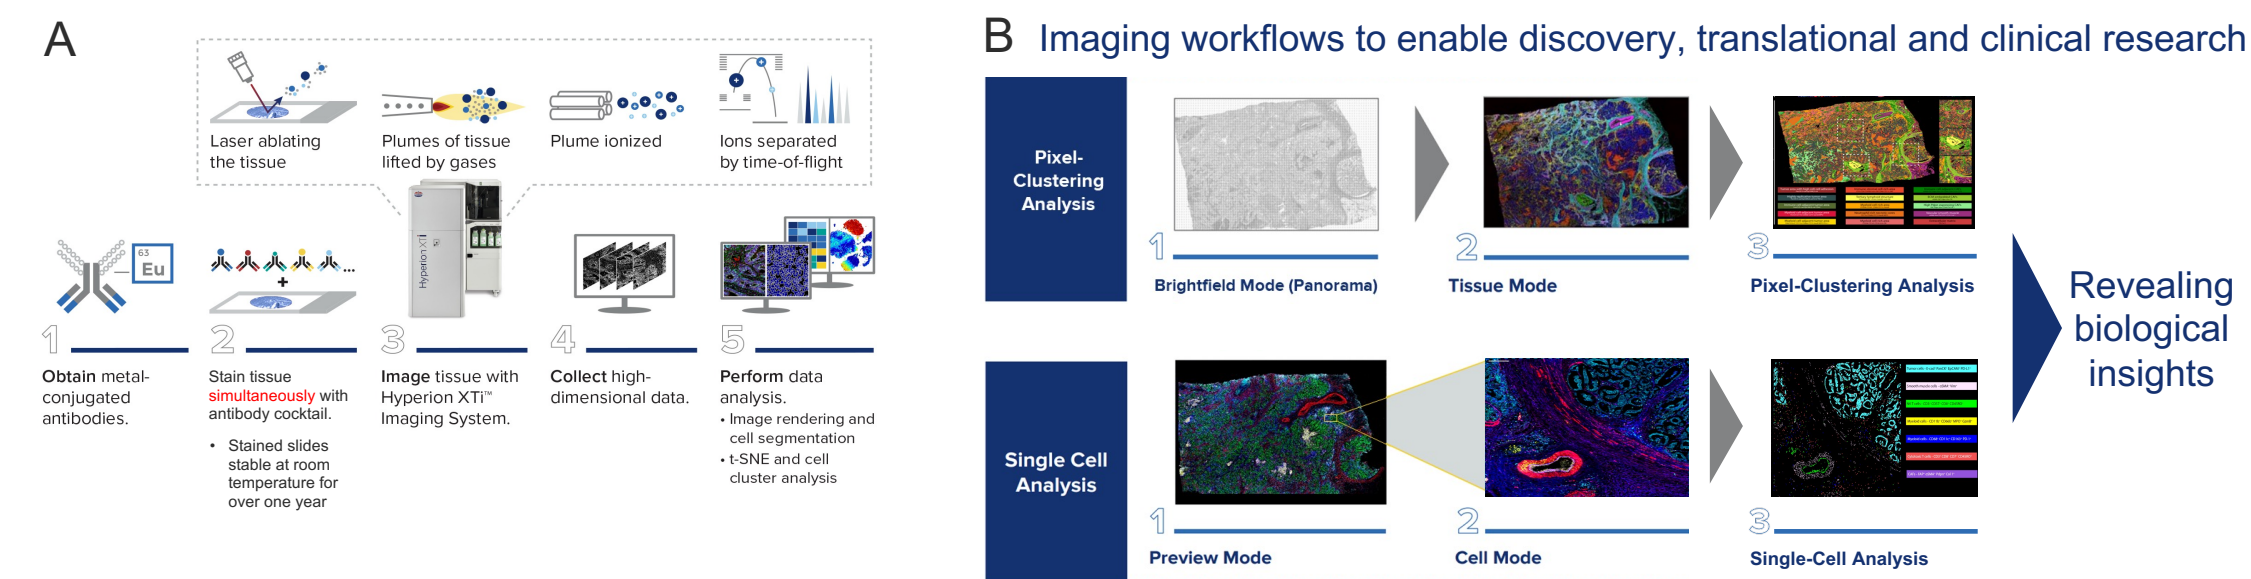 A
Laser ablating
the tissue
Plumes of tissue
lifted by gases
Plume ionized
Ions separated
by time-of-flight
63
Eu
+
...
Hyperion XTi
1
Obtain metal-
conjugated
antibodies.
2
Stain tissue
simultaneously with
antibody cocktail.
• Stained slides
stable at room
temperature for
over one year
3
Image tissue with
Hyperion XTi™
Imaging System.
4
Collect high-
dimensional data.
5
Perform data
analysis.
• Image rendering and
cell segmentation
• t-SNE and cell
cluster analysis
B Imaging workflows to enable discovery, translational and clinical research
Pixel-
Clustering
Analysis
1
Brightfield Mode (Panorama)
2
Tissue Mode
3
Pixel-Clustering Analysis
Single Cell
Analysis
1
Preview Mode
2
Cell Mode
3
Single-Cell Analysis
Revealing
biological
insights